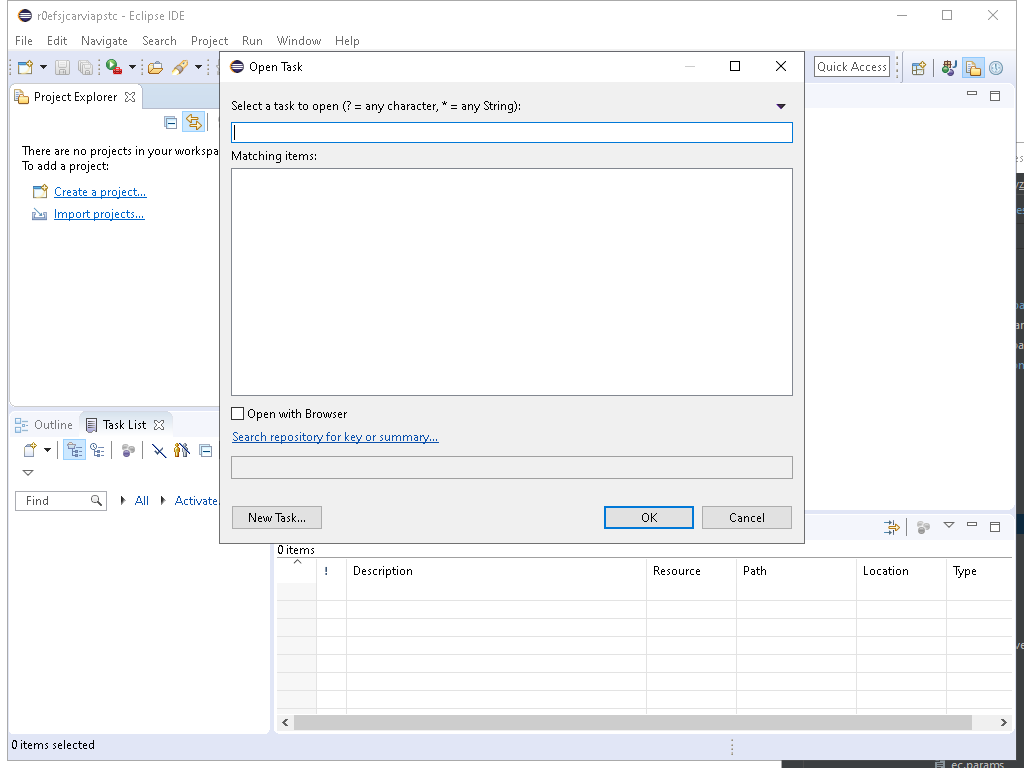 r0efsjcarviapstc - Eclipse IDE
File Edit Navigate Search Project Run Window Help
Open Task
Quick Access
Project Explorer
Select a task to open (? = any character, * = any String):
There are no projects in your workspa
To add a project:
Create a project...
Import projects...
Matching items:
Open with Browser
Search repository for key or summary...
Outline Task List
Find All Activate
New Task... OK Cancel
0 items
! Description Resource Path Location Type
0 items selected
ec.params